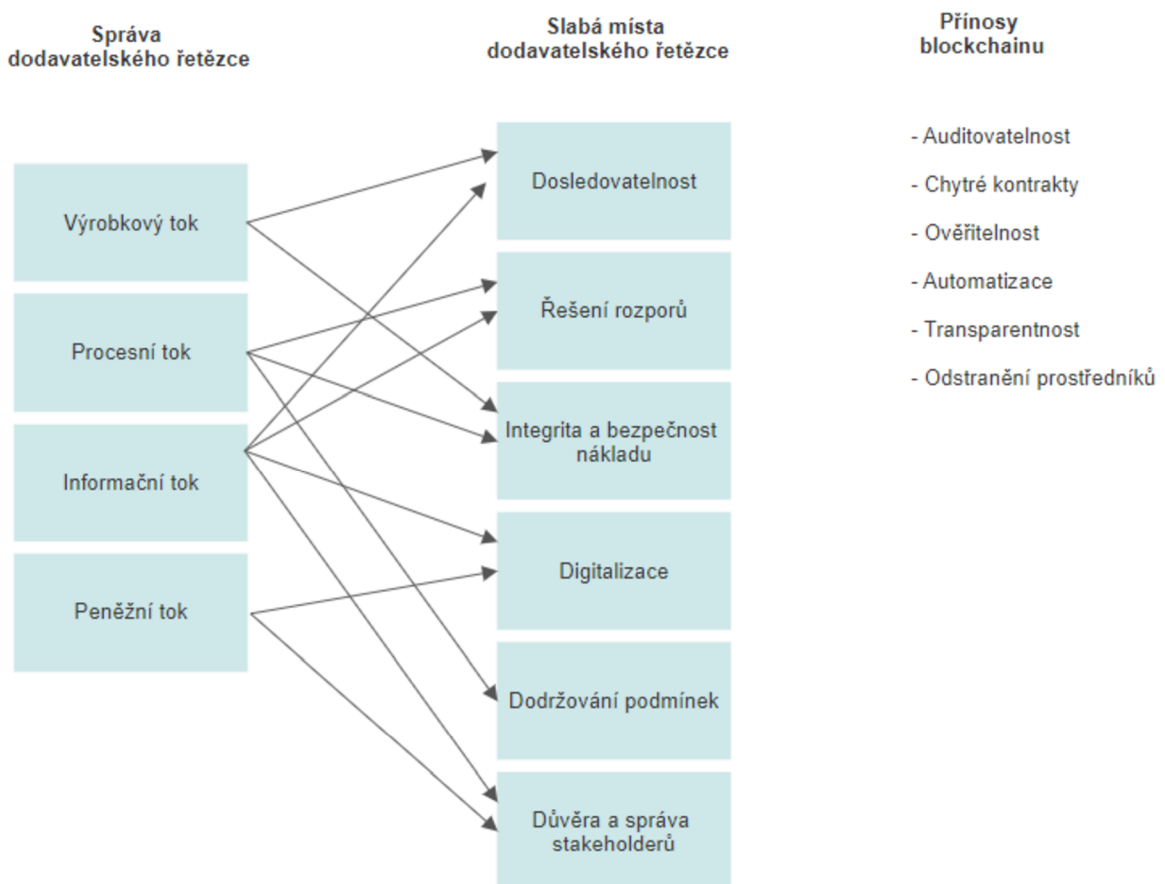 Správa
dodavatelského řetězce
Slabá místa
dodavatelského řetězce
Přínosy
blockchainu
Výrobkový tok
Procesní tok
Informační tok
Peněžní tok
Dosledovatelnost
Řešení rozporů
Integrita a bezpečnost
nákladu
Digitalizace
Dodržování podmínek
Důvěra a správa
stakeholderů
- Auditovatelnost
- Chytré kontrakty
- Ověřitelnost
- Automatizace
- Transparentnost
- Odstranění prostředníků